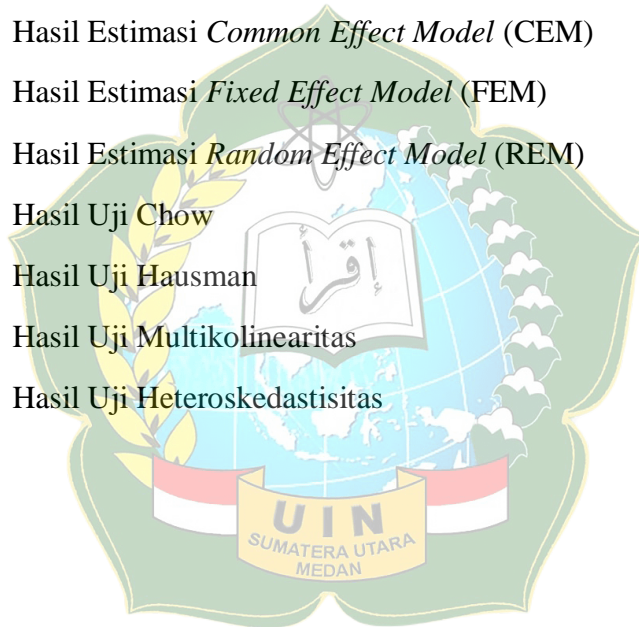 Hasil Estimasi Common Effect Model (CEM)
Hasil Estimasi Fixed Effect Model (FEM)
Hasil Estimasi Random Effect Model (REM)
Hasil Uji Chow
Hasil Uji Hausman
Hasil Uji Multikolinearitas
Hasil Uji Heteroskedastisitas
إقرأ
UIN
SUMATERA UTARA
MEDAN